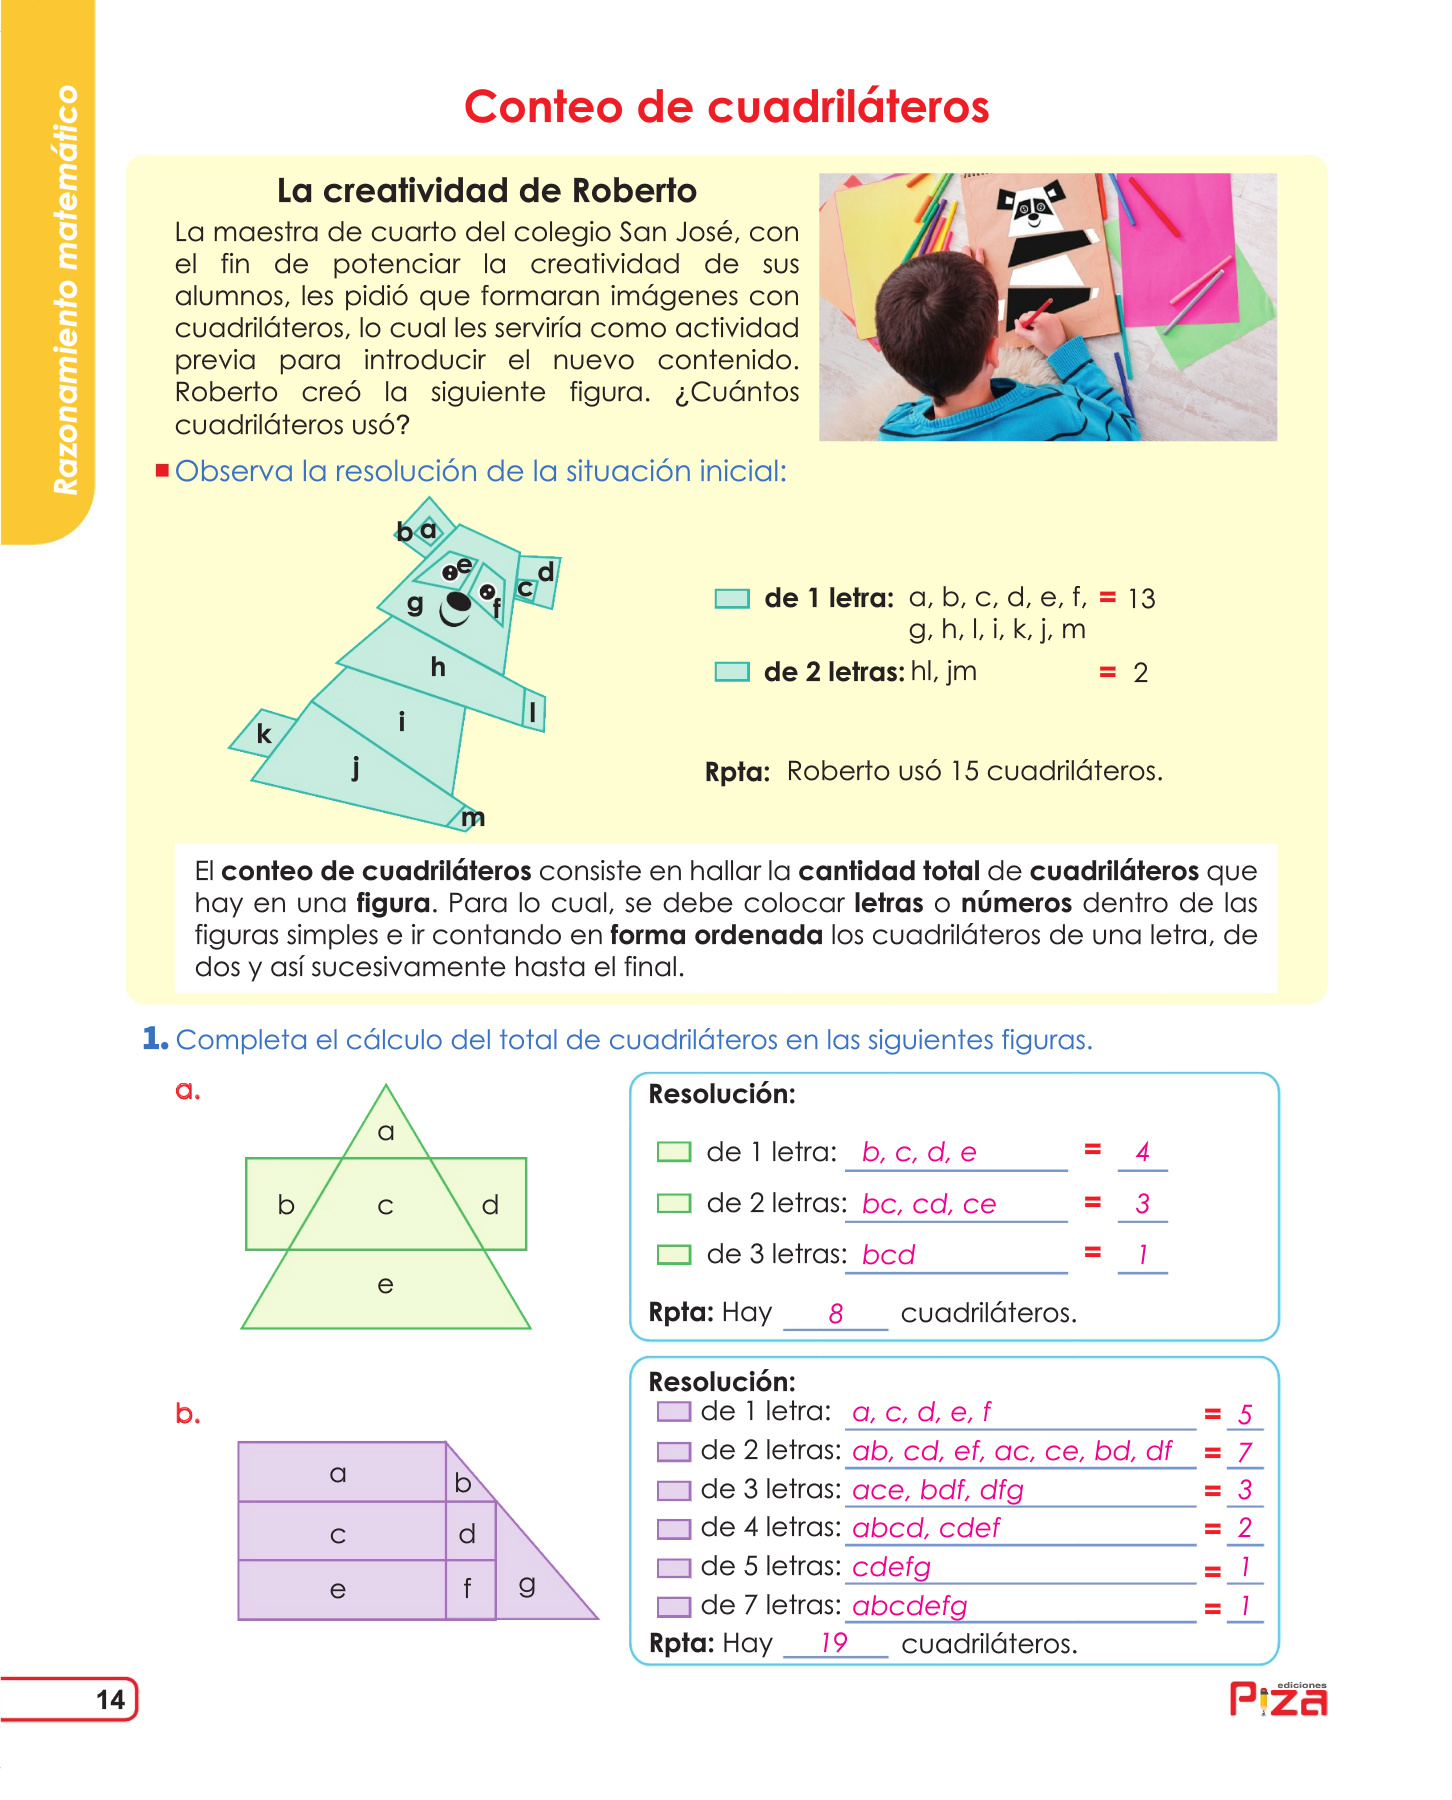 Razonamiento matemático
Conteo de cuadriláteros
La creatividad de Roberto
La maestra de cuarto del colegio San José, con
el fin de potenciar la creatividad de sus
alumnos, les pidió que formaran imágenes con
cuadriláteros, lo cual les serviría como actividad
previa para introducir el nuevo contenido.
Roberto creó la siguiente figura. ¿Cuántos
cuadriláteros usó?
Observa la resolución de la situación inicial:
b a
e
d
c
g
f
h
l
i
k
j
m
de 1 letra: a, b, c, d, e, f, = 13
g, h, l, i, k, j, m
de 2 letras: hl, jm = 2
Rpta: Roberto usó 15 cuadriláteros.
El conteo de cuadriláteros consiste en hallar la cantidad total de cuadriláteros que
hay en una figura. Para lo cual, se debe colocar letras o números dentro de las
figuras simples e ir contando en forma ordenada los cuadriláteros de una letra, de
dos y así sucesivamente hasta el final.
1. Completa el cálculo del total de cuadriláteros en las siguientes figuras.
a.
a
b c d
e
Resolución:
de 1 letra: b, c, d, e = 4
de 2 letras: bc, cd, ce = 3
de 3 letras: bcd = 1
Rpta: Hay 8 cuadriláteros.
b.
a b
c d
e f g
Resolución:
de 1 letra: a, c, d, e, f = 5
de 2 letras: ab, cd, ef, ac, ce, bd, df = 7
de 3 letras: ace, bdf, dfg = 3
de 4 letras: abcd, cdef = 2
de 5 letras: cdefg = 1
de 7 letras: abcdefg = 1
Rpta: Hay 19 cuadriláteros.
14
ediciones
Piza